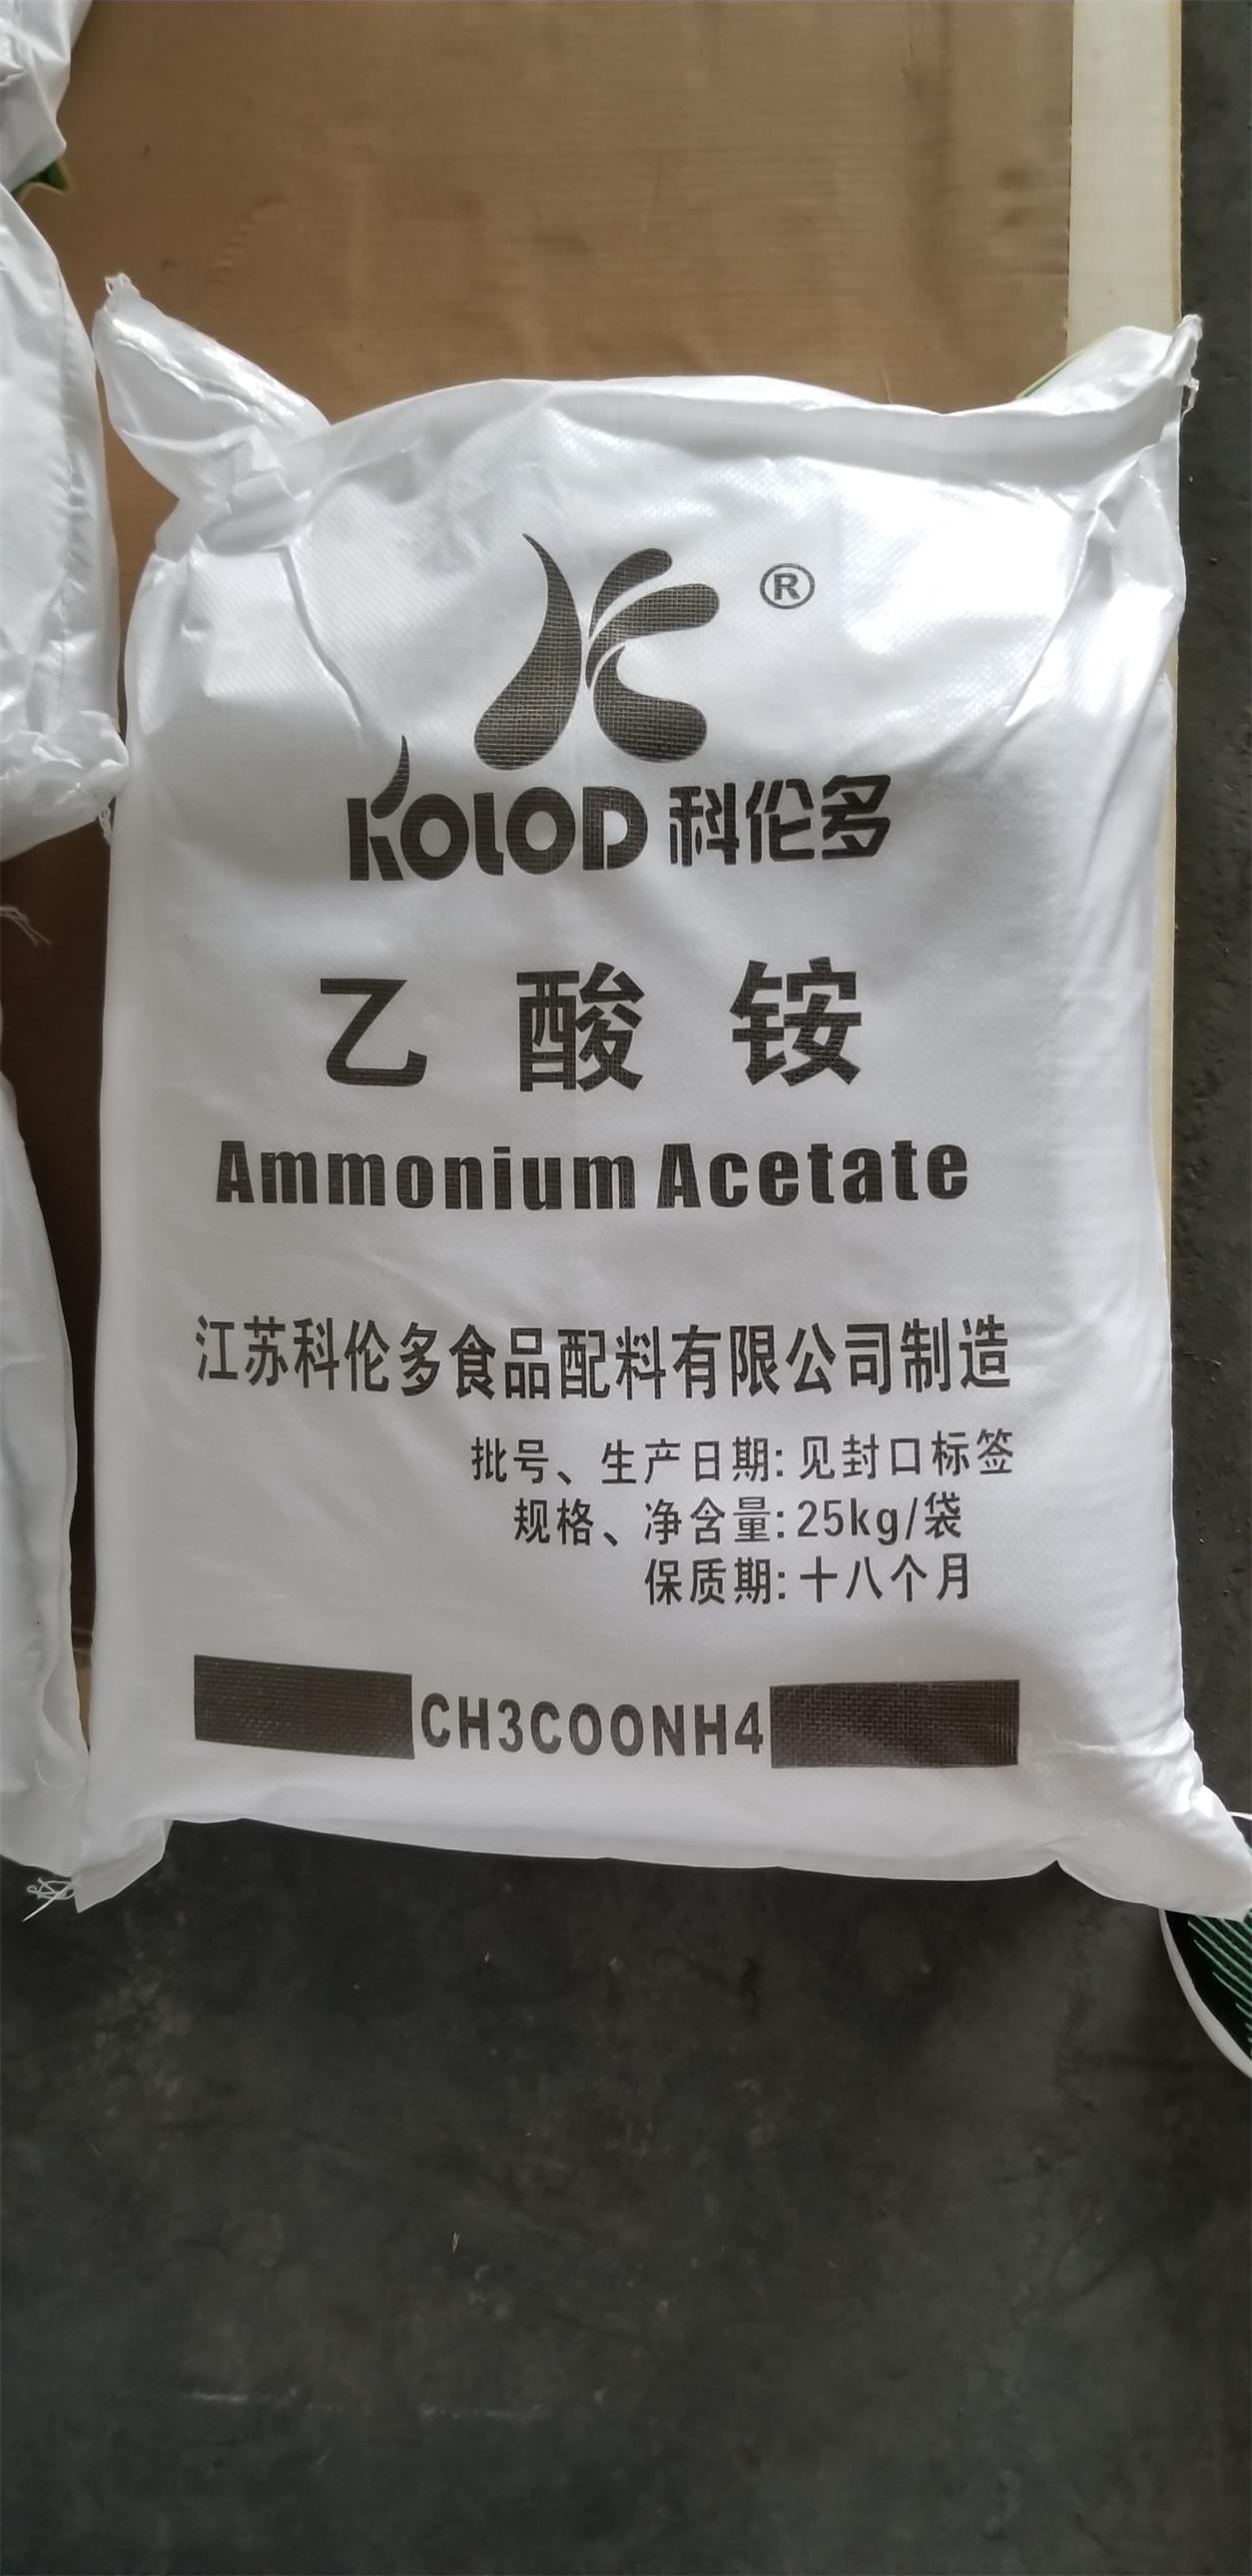 ®
KOLOD 科伦多
乙酸铵
Ammonium Acetate
江苏科伦多食品配料有限公司制造
批号、生产日期:见封口标签
规格、净含量:25kg/袋
保质期:十八个月
CH3COONH4